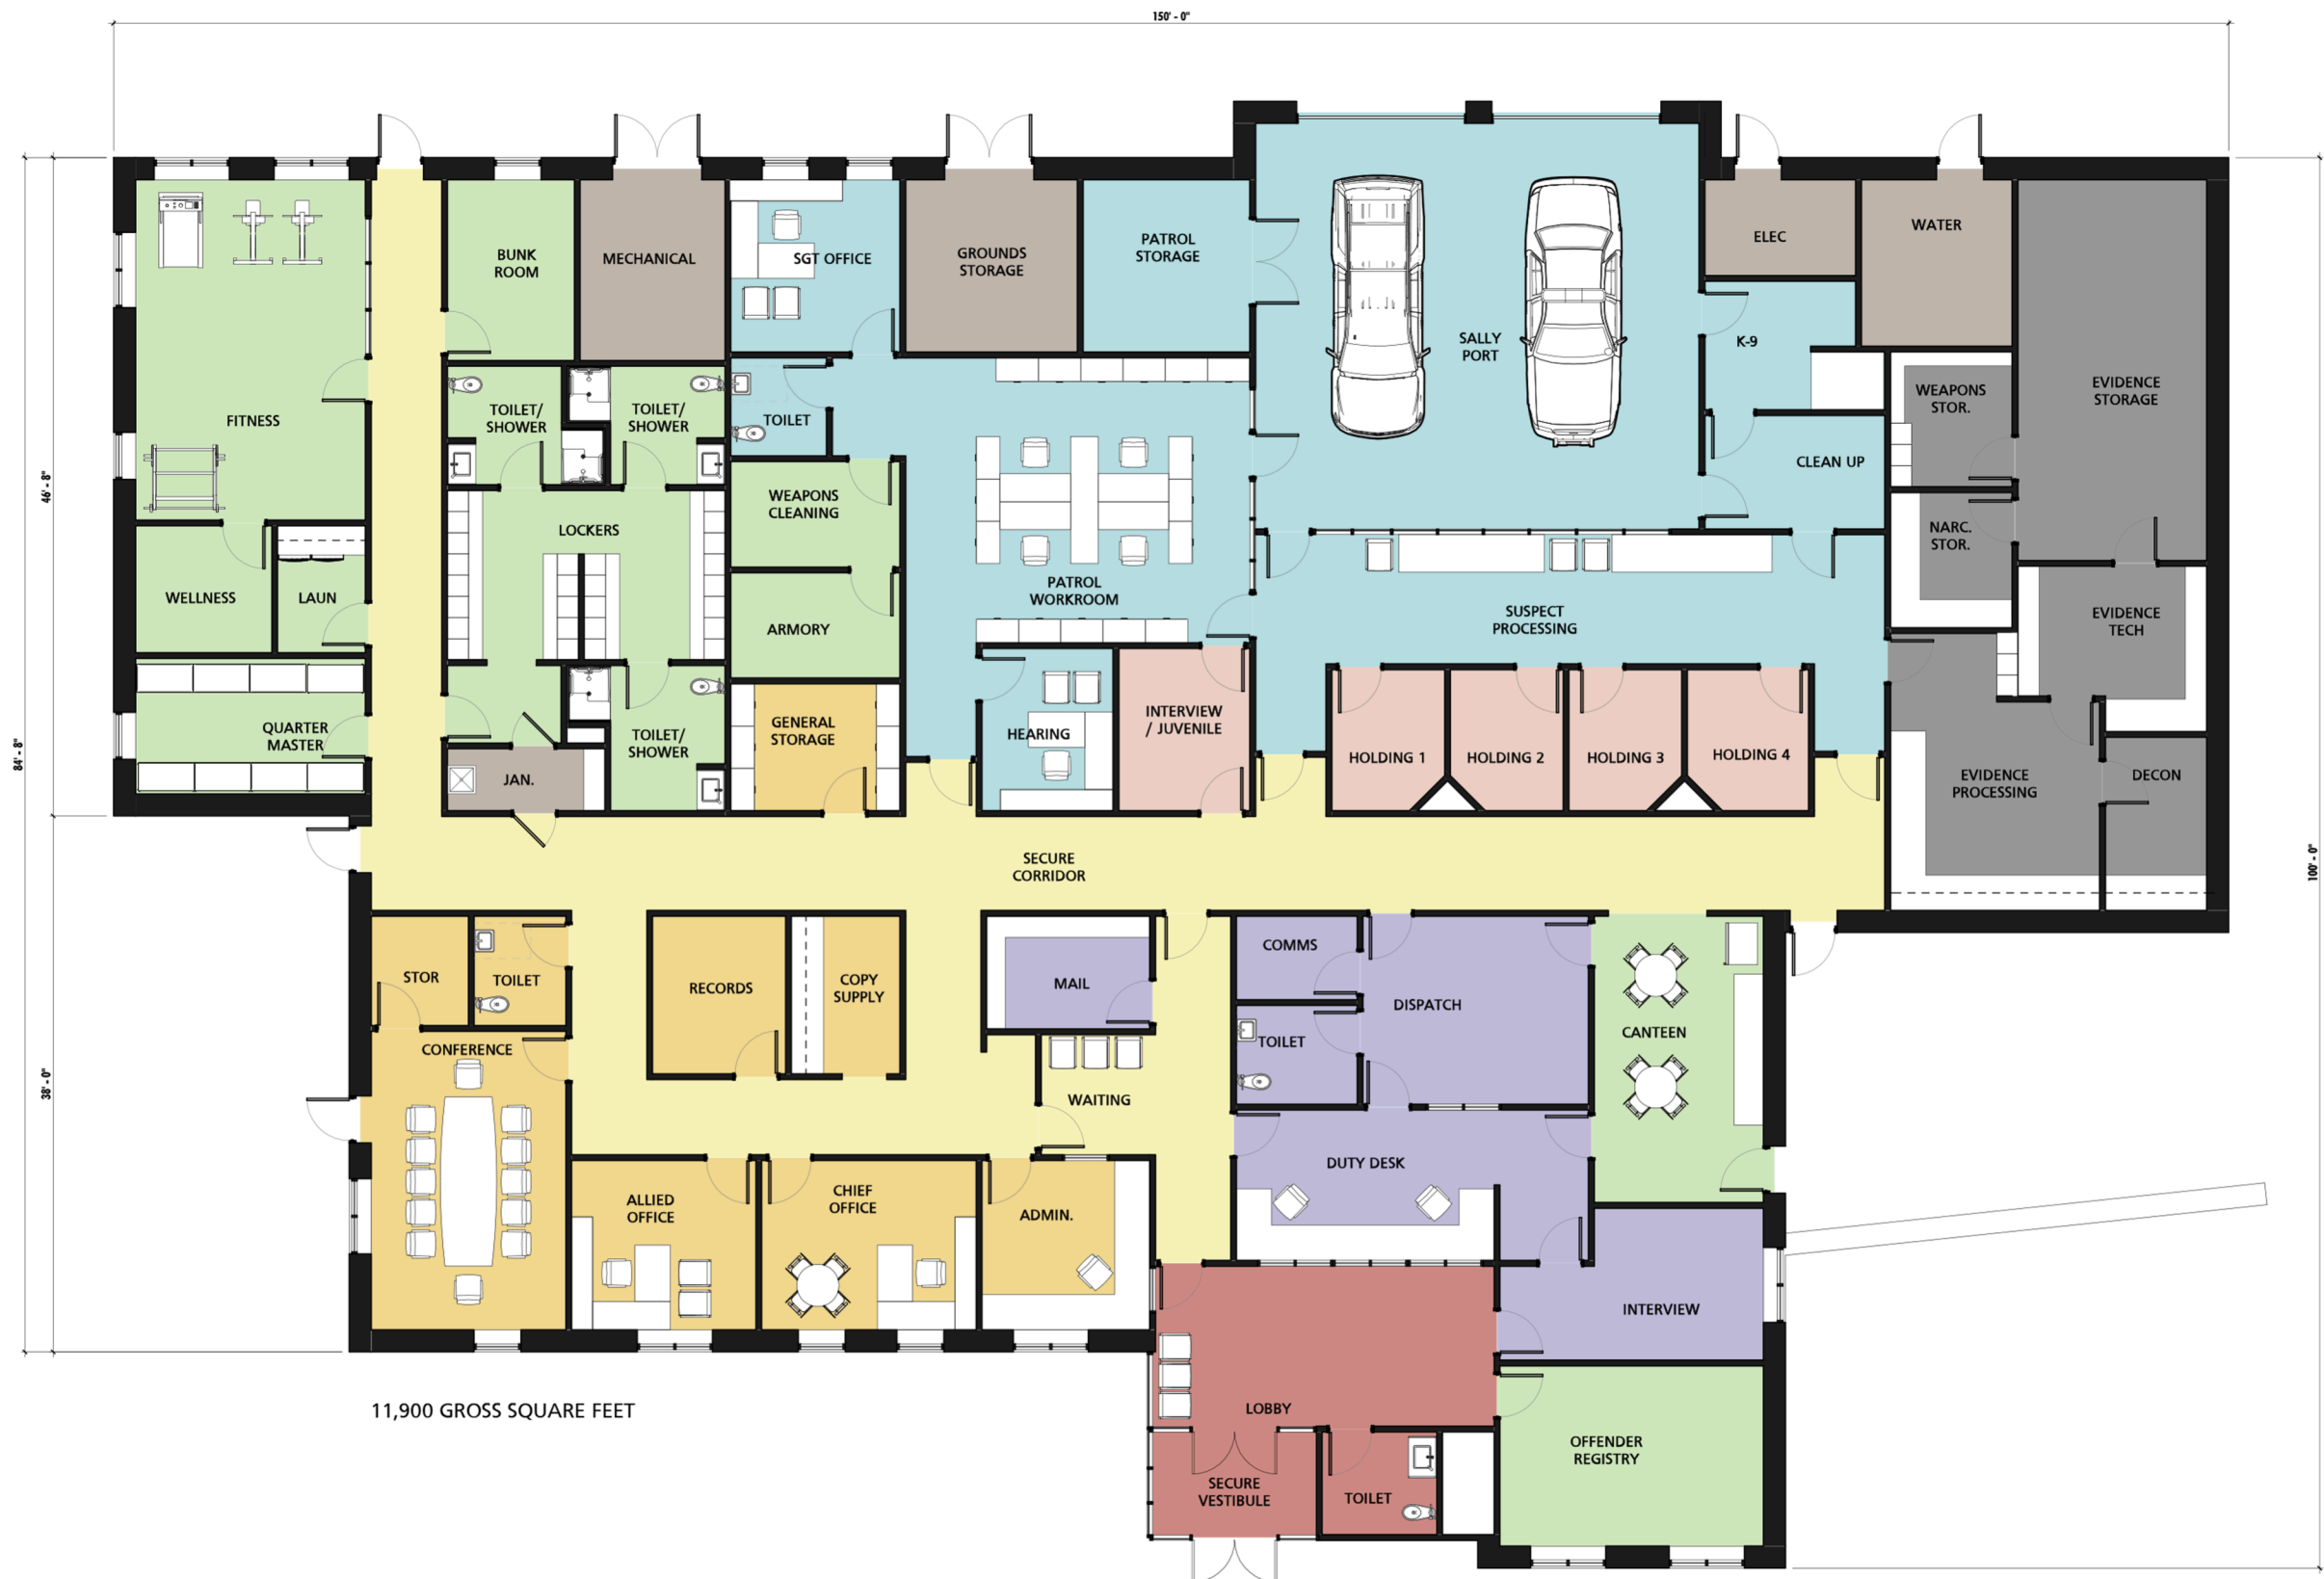 150' - 0"
84' - 8"
46' - 8"
38' - 0"
100' - 0"
FITNESS
WELLNESS
LAUN
QUARTER
MASTER
BUNK
ROOM
MECHANICAL
SGT OFFICE
GROUNDS
STORAGE
PATROL
STORAGE
SALLY
PORT
ELEC
WATER
K-9
CLEAN UP
WEAPONS
STOR.
NARC.
STOR.
EVIDENCE
STORAGE
EVIDENCE
TECH
EVIDENCE
PROCESSING
DECON
TOILET/
SHOWER
TOILET/
SHOWER
TOILET
LOCKERS
WEAPONS
CLEANING
ARMORY
PATROL
WORKROOM
SUSPECT
PROCESSING
TOILET/
SHOWER
JAN.
GENERAL
STORAGE
HEARING
INTERVIEW
/ JUVENILE
HOLDING 1
HOLDING 2
HOLDING 3
HOLDING 4
SECURE
CORRIDOR
STOR
TOILET
RECORDS
COPY
SUPPLY
MAIL
COMMS
DISPATCH
TOILET
CANTEEN
CONFERENCE
WAITING
DUTY DESK
ALLIED
OFFICE
CHIEF
OFFICE
ADMIN.
INTERVIEW
LOBBY
OFFENDER
REGISTRY
SECURE
VESTIBULE
TOILET
11,900 GROSS SQUARE FEET